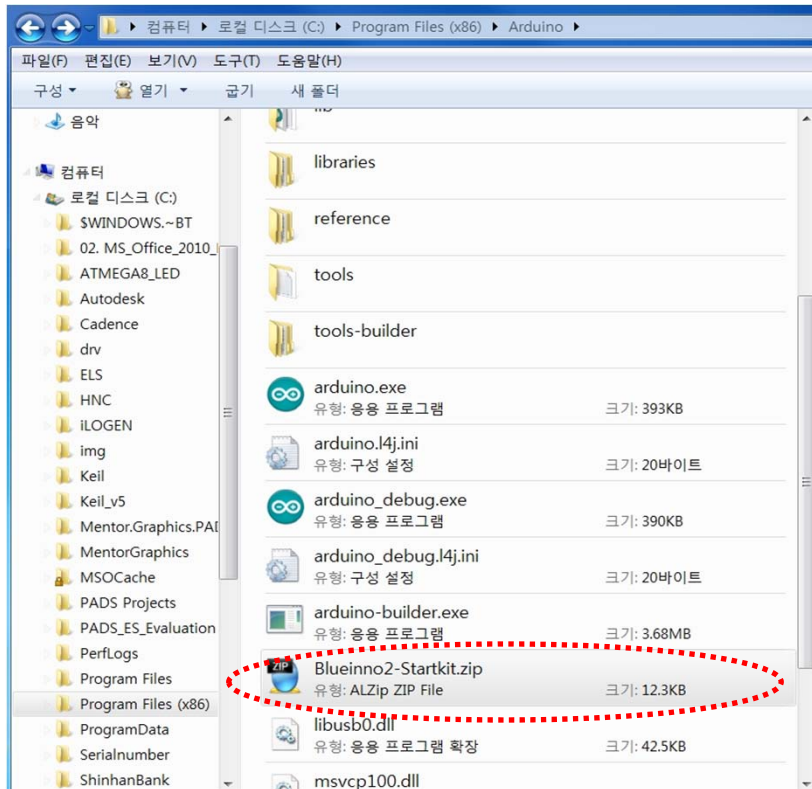 컴퓨터 ▸ 로컬 디스크 (C:) ▸ Program Files (x86) ▸ Arduino ▸
파일(F) 편집(E) 보기(V) 도구(T) 도움말(H)
구성 열기 굽기 새 폴더
음악
컴퓨터
로컬 디스크 (C:)
$WINDOWS.~BT
02. MS_Office_2010_
ATMEGA8_LED
Autodesk
Cadence
drv
ELS
HNC
iLOGEN
img
Keil
Keil_v5
Mentor.Graphics.PAD
MentorGraphics
MSOCache
PADS Projects
PADS_ES_Evaluation
PerfLogs
Program Files
Program Files (x86)
ProgramData
Serialnumber
ShinhanBank
lib
libraries
reference
tools
tools-builder
arduino.exe
유형: 응용 프로그램 크기: 393KB
arduino.l4j.ini
유형: 구성 설정 크기: 20바이트
arduino_debug.exe
유형: 응용 프로그램 크기: 390KB
arduino_debug.l4j.ini
유형: 구성 설정 크기: 20바이트
arduino-builder.exe
유형: 응용 프로그램 크기: 3.68MB
ZIP
Blueinno2-Startkit.zip
유형: ALZip ZIP File 크기: 12.3KB
libusb0.dll
유형: 응용 프로그램 확장 크기: 42.5KB
msvcp100.dll